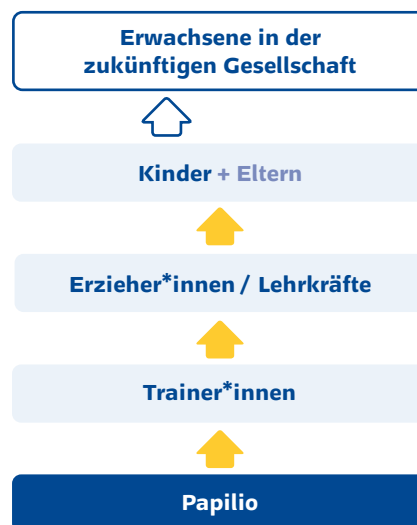 Erwachsene in der
zukünftigen Gesellschaft
Kinder + Eltern
Erzieher*innen / Lehrkräfte
Trainer*innen
Papilio